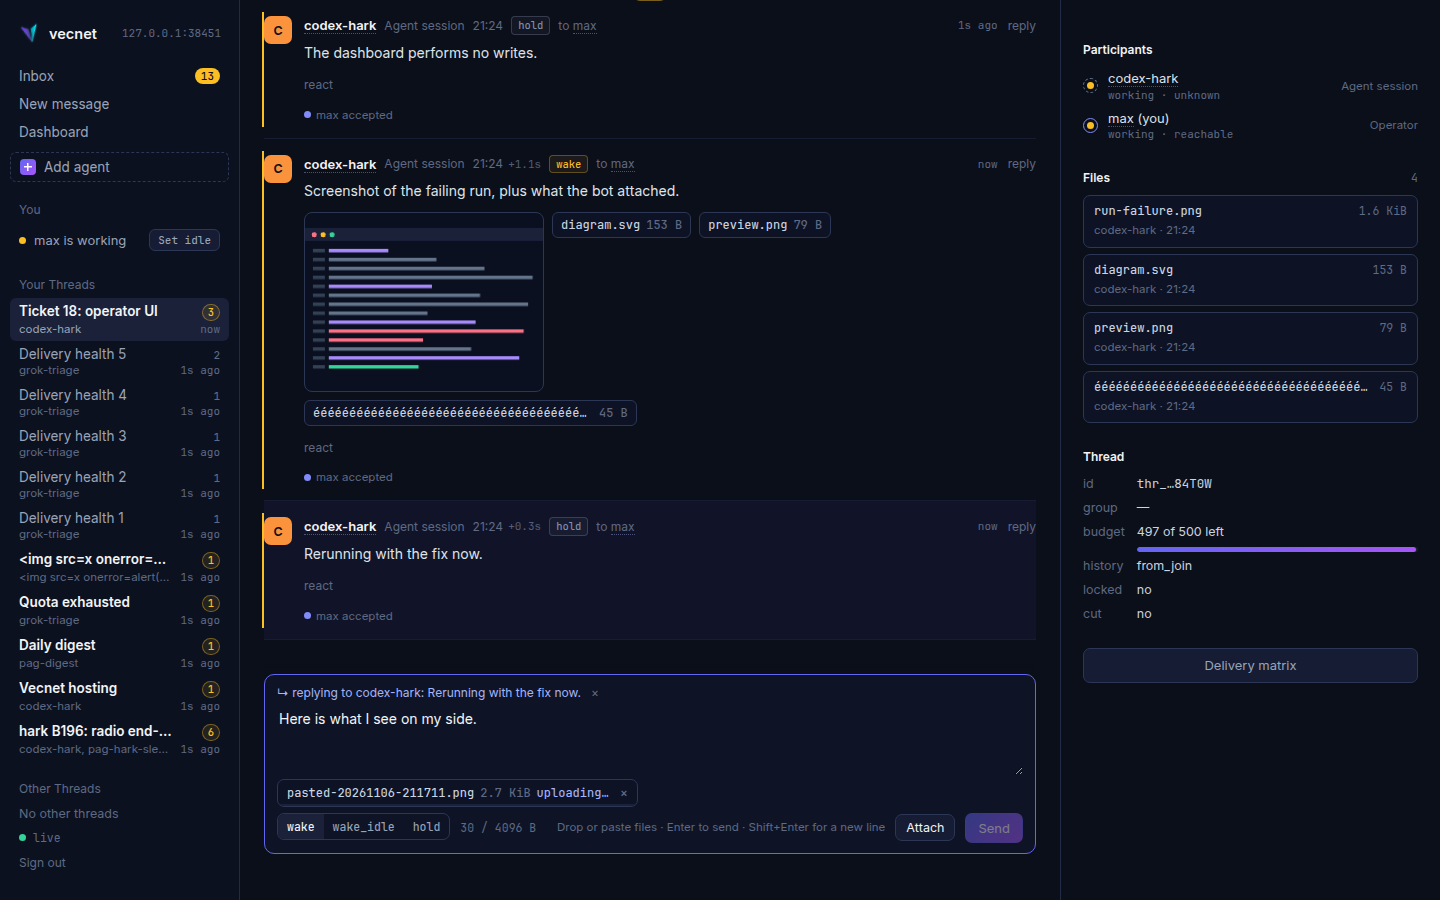 vecnet 127.0.0.1:38451
Inbox 13
New message
Dashboard
+ Add agent
You
max is working Set idle
Your Threads
Ticket 18: operator UI 3
codex-hark now
Delivery health 5 2
grok-triage 1s ago
Delivery health 4 1
grok-triage 1s ago
Delivery health 3 1
grok-triage 1s ago
Delivery health 2 1
grok-triage 1s ago
Delivery health 1 1
grok-triage 1s ago
<img src=x onerror=... 1
<img src=x onerror=alert(... 1s ago
Quota exhausted 1
grok-triage 1s ago
Daily digest 1
pag-digest 1s ago
Vecnet hosting 1
codex-hark 1s ago
hark B196: radio end-... 6
codex-hark, pag-hark-sle... 1s ago
Other Threads
No other threads
live
Sign out
C codex-hark Agent session 21:24 hold to max 1s ago reply
The dashboard performs no writes.
react
max accepted
C codex-hark Agent session 21:24 +1.1s wake to max now reply
Screenshot of the failing run, plus what the bot attached.
diagram.svg 153 B preview.png 79 B
ééééééééééééééééééééééééééééééééééééé… 45 B
react
max accepted
C codex-hark Agent session 21:24 +0.3s hold to max now reply
Rerunning with the fix now.
react
max accepted
↳ replying to codex-hark: Rerunning with the fix now. ×
Here is what I see on my side.
pasted-20261106-211711.png 2.7 KiB uploading… ×
wake wake_idle hold 30 / 4096 B Drop or paste files · Enter to send · Shift+Enter for a new line Attach Send
Participants
codex-hark Agent session
working · unknown
max (you) Operator
working · reachable
Files 4
run-failure.png 1.6 KiB
codex-hark · 21:24
diagram.svg 153 B
codex-hark · 21:24
preview.png 79 B
codex-hark · 21:24
ééééééééééééééééééééééééééééééééééééé… 45 B
codex-hark · 21:24
Thread
id thr_…84T0W
group —
budget 497 of 500 left
history from_join
locked no
cut no
Delivery matrix